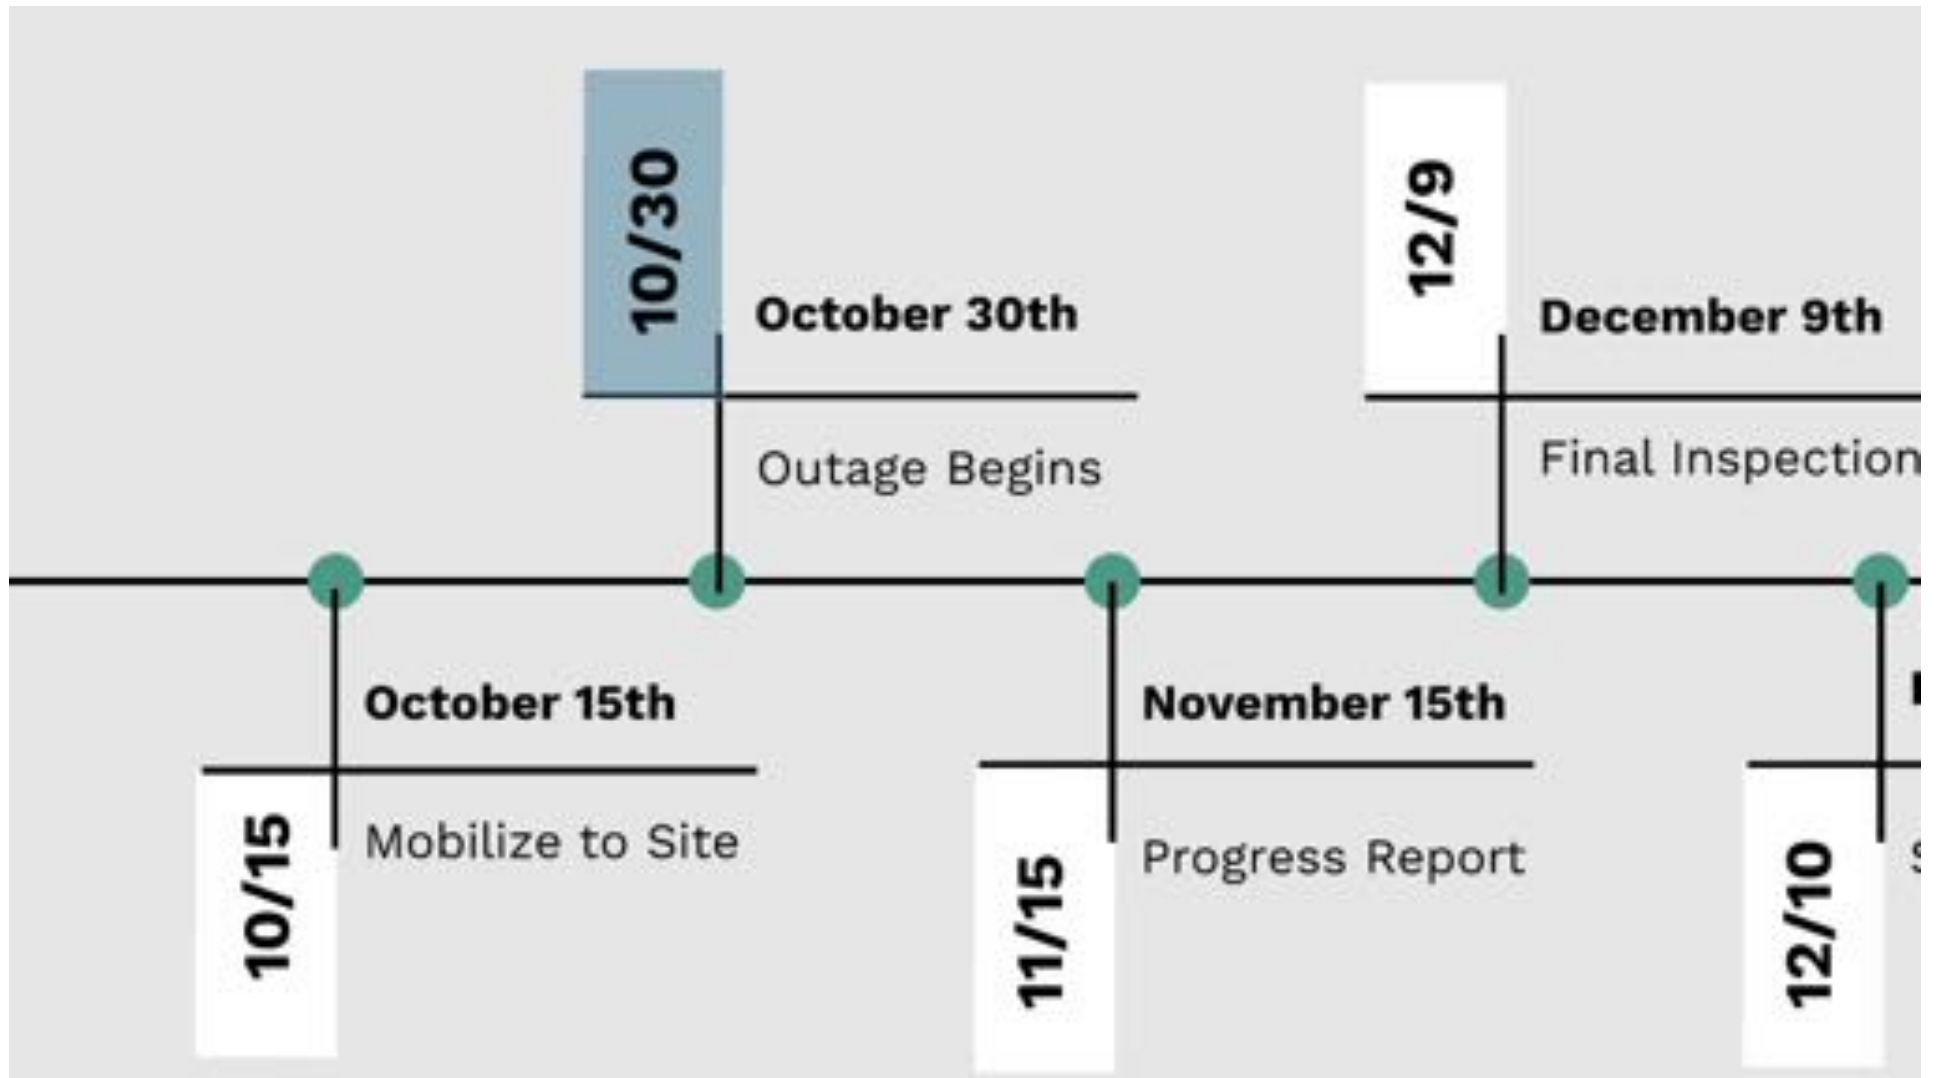 10/30
October 30th
Outage Begins
12/9
December 9th
Final Inspection
10/15
October 15th
Mobilize to Site
11/15
November 15th
Progress Report
12/10